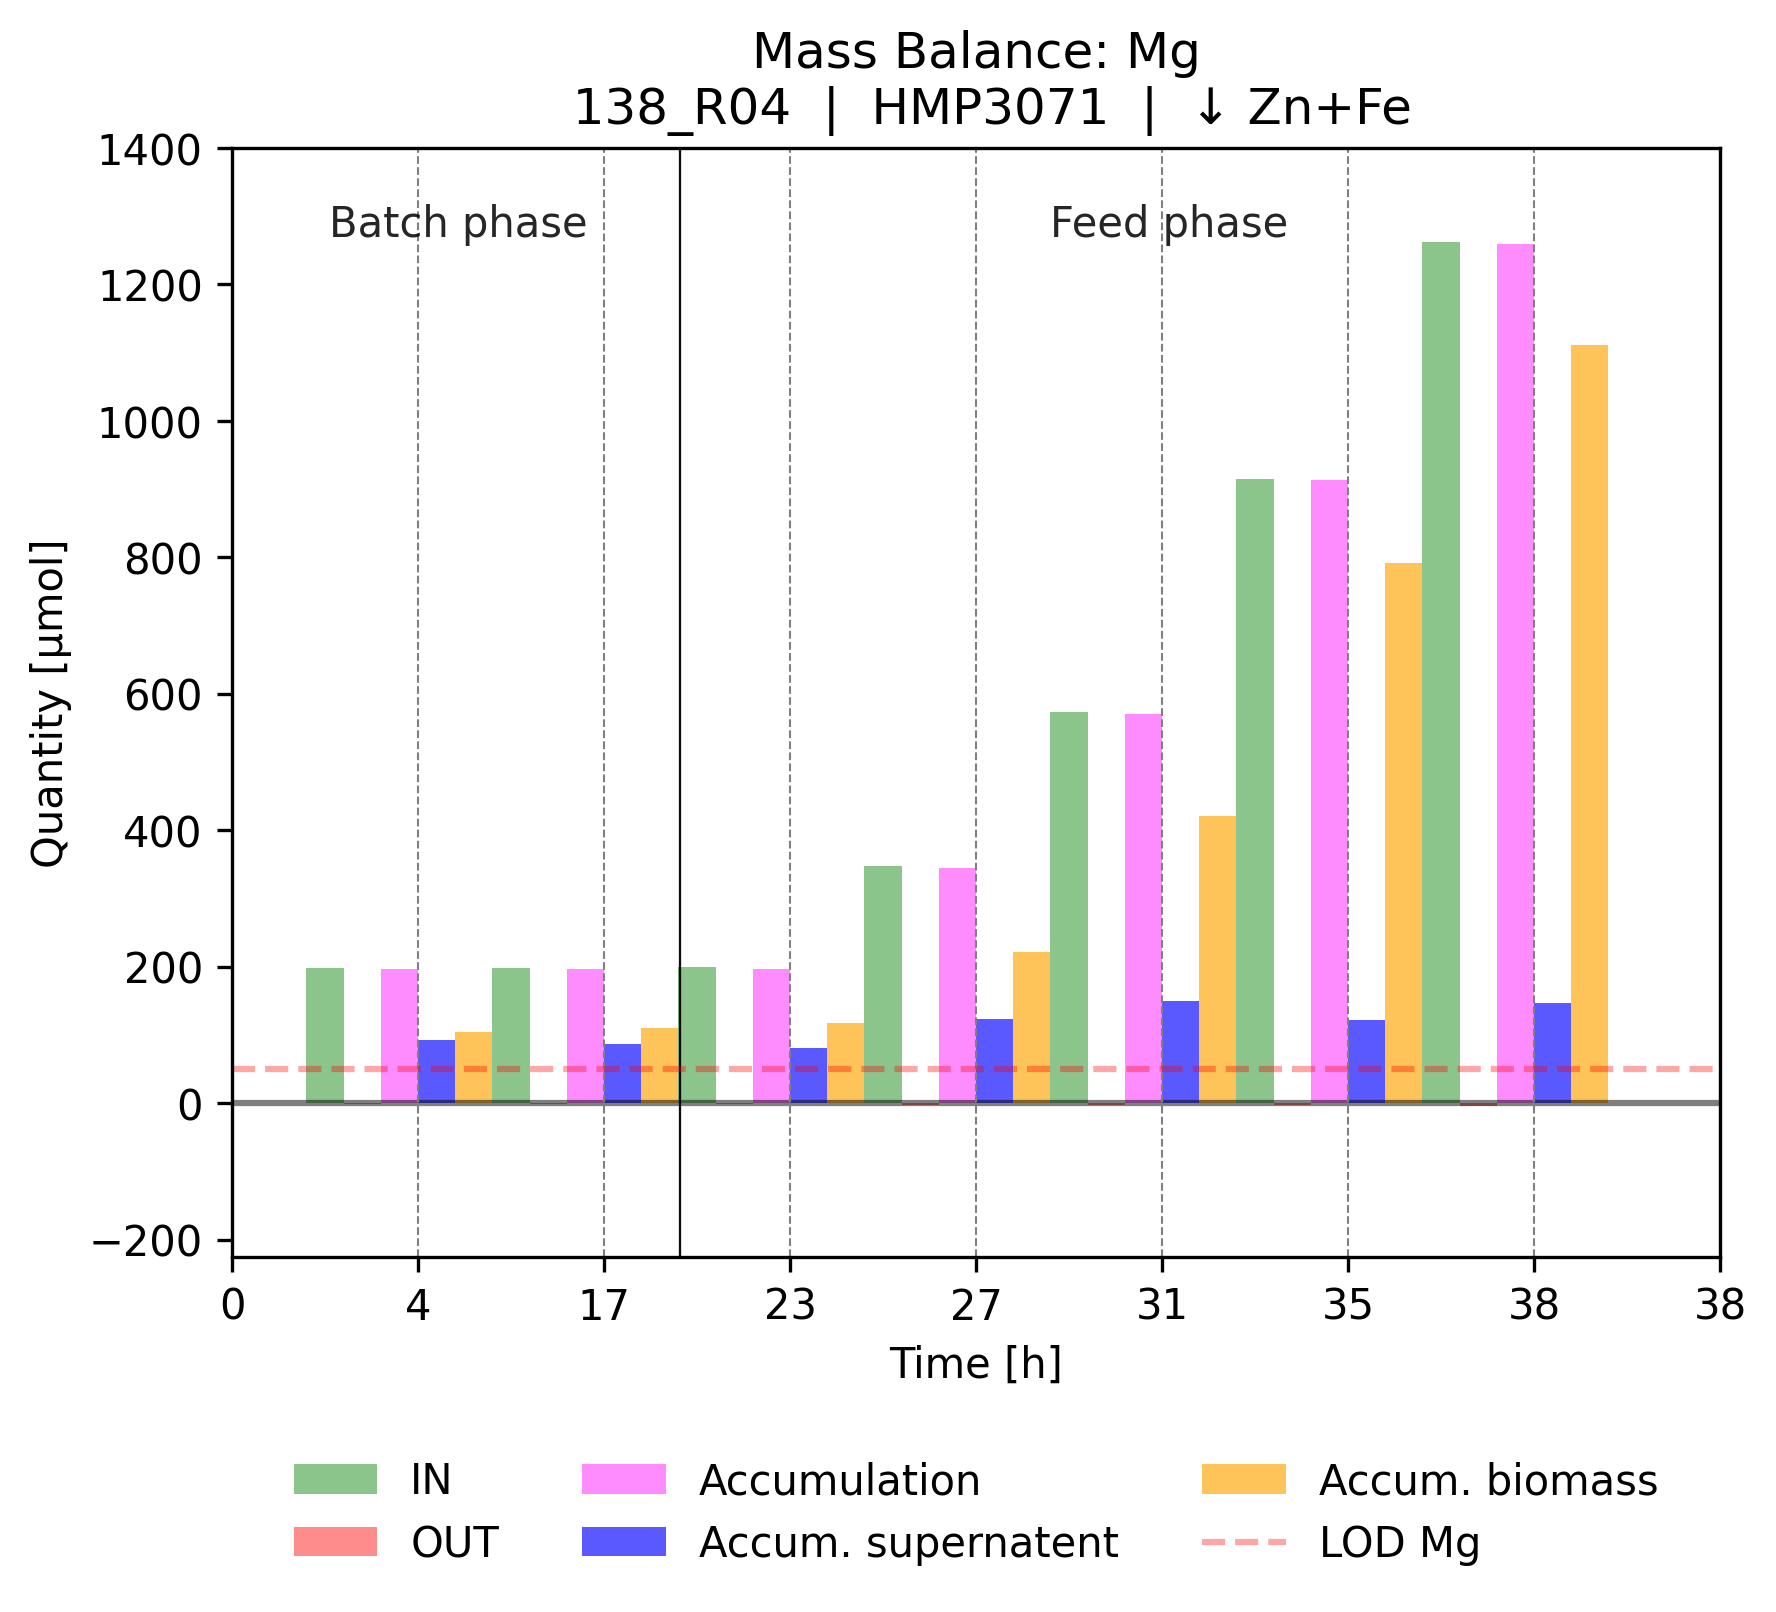 Mass Balance: Mg
138_R04 | HMP3071 | ↓ Zn+Fe
1400
1200
1000
800
600
400
200
0
−200
Quantity [µmol]
Batch phase
Feed phase
0 4 17 23 27 31 35 38 38
Time [h]
IN
OUT
Accumulation
Accum. supernatent
Accum. biomass
LOD Mg